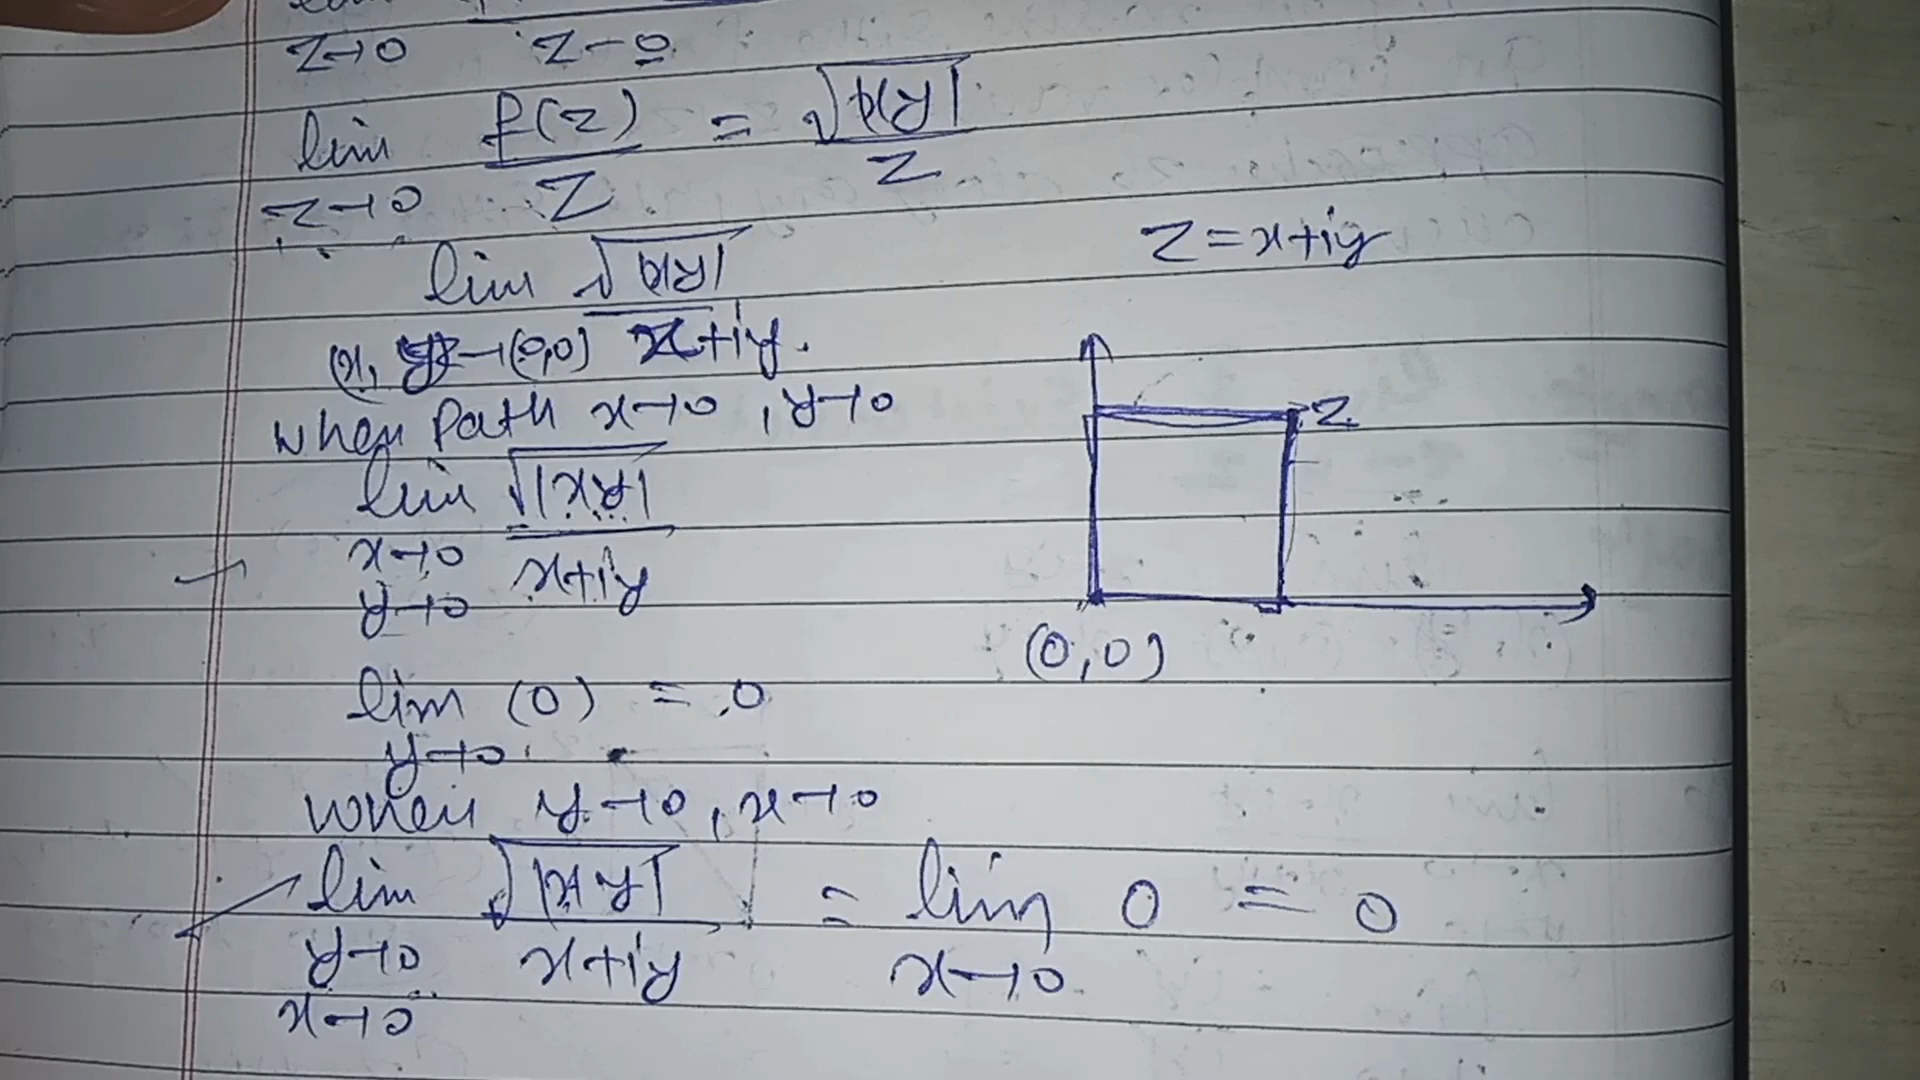 Z→0 Z-0
lim f(z)/Z = √|xy|/Z
Z→0
Z=x+iy
lim √|xy|/x+iy.
(x, y)→(0,0)
when Path x→0, y→0
lim √|xy|/x+iy
x→0
y→0
lim (0) = 0
y→0
when y→0, x→0
lim √|xy|/x+iy = lim 0 = 0
y→0 x→0
x→0
Z
(0,0)